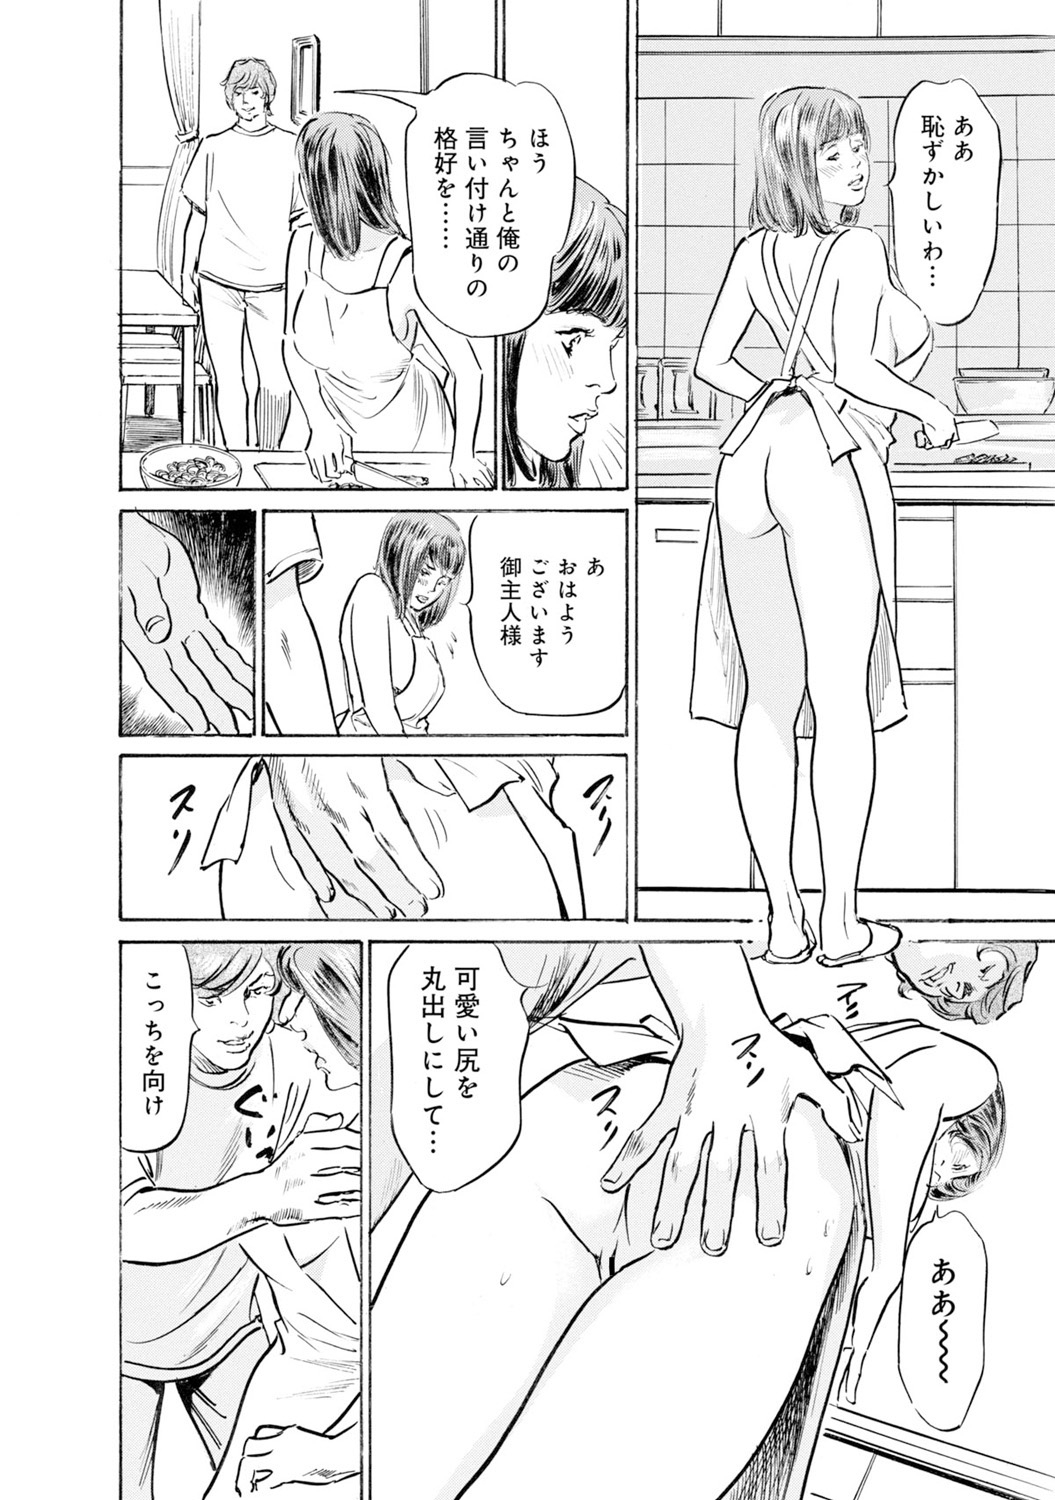 ああ
恥ずかしいわ…
ほう
ちゃんと俺の
言い付け通りの
格好を……
あ
おはよう
ございます
御主人様
スリ
スリ
スリ
スリ
スリ
可愛い尻を
丸出しにして…
ああ～～
ぐい
こっちを向け